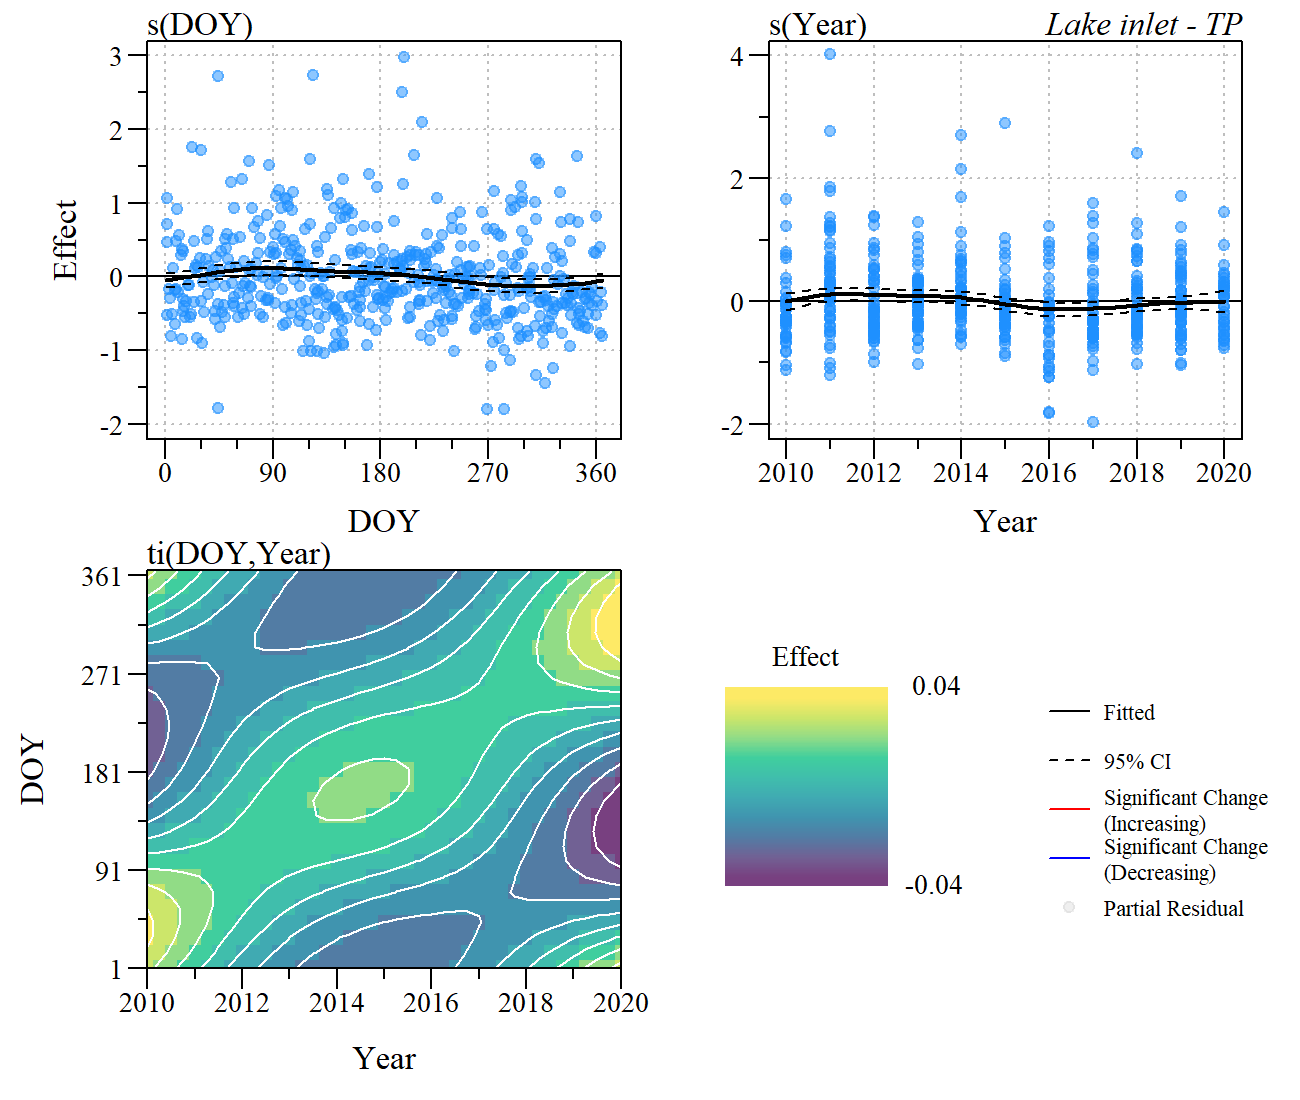 s(DOY)
s(Year)
Lake inlet - TP
Effect
3
2
1
0
-1
-2
0
90
180
270
360
DOY
4
2
0
-2
2010
2012
2014
2016
2018
2020
Year
ti(DOY,Year)
DOY
361
271
181
91
1
2010
2012
2014
2016
2018
2020
Year
Effect
0.04
-0.04
Fitted
95% CI
Significant Change
(Increasing)
Significant Change
(Decreasing)
Partial Residual